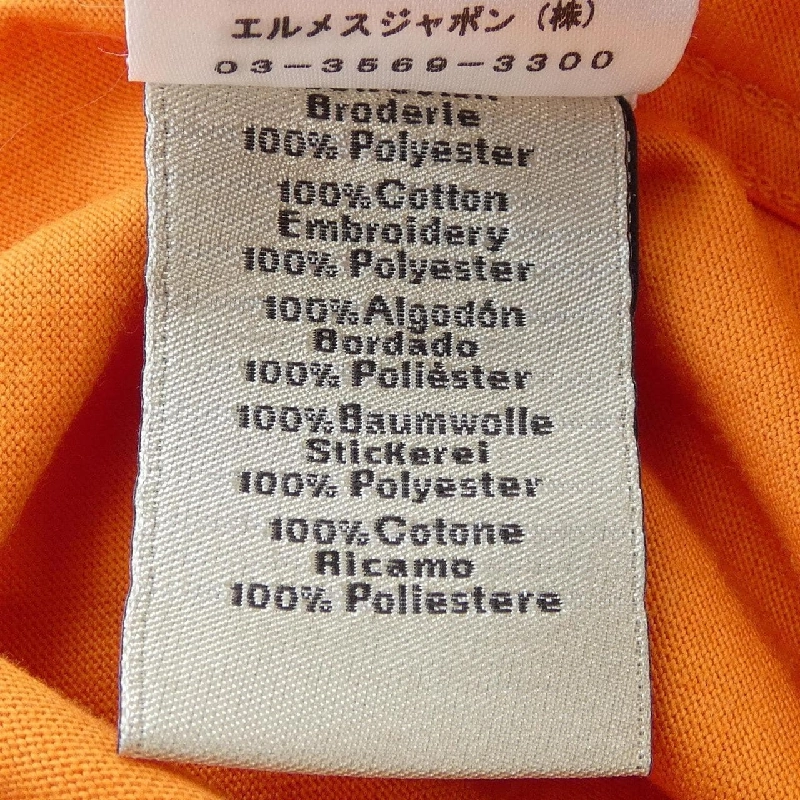 エルメスジャポン（株）
03-3569-3300
Broderie
100% Polyester
100% Cotton
Embroidery
100% Polyester
100% Algodón
Bordado
100% Poliéster
100% Baumwolle
Stickerei
100% Polyester
100% Cotone
Ricamo
100% Poliestere